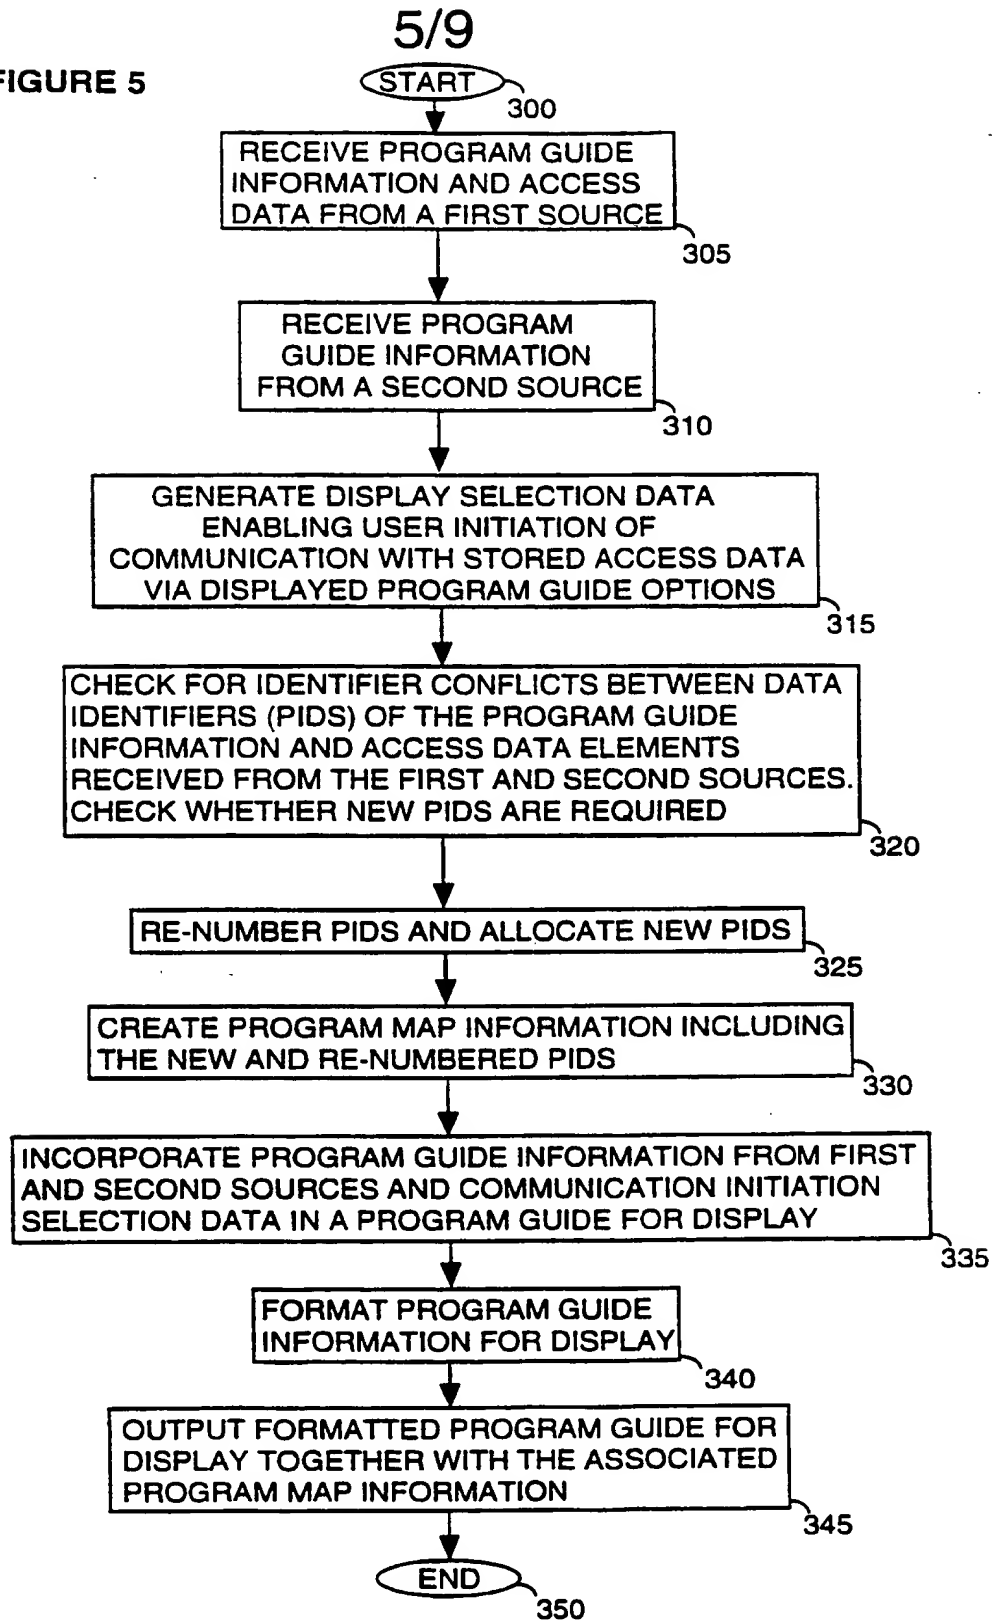 5/9
FIGURE 5
START
300
RECEIVE PROGRAM GUIDE
INFORMATION AND ACCESS
DATA FROM A FIRST SOURCE
305
RECEIVE PROGRAM
GUIDE INFORMATION
FROM A SECOND SOURCE
310
GENERATE DISPLAY SELECTION DATA
ENABLING USER INITIATION OF
COMMUNICATION WITH STORED ACCESS DATA
VIA DISPLAYED PROGRAM GUIDE OPTIONS
315
CHECK FOR IDENTIFIER CONFLICTS BETWEEN DATA
IDENTIFIERS (PIDS) OF THE PROGRAM GUIDE
INFORMATION AND ACCESS DATA ELEMENTS
RECEIVED FROM THE FIRST AND SECOND SOURCES.
CHECK WHETHER NEW PIDS ARE REQUIRED
320
RE-NUMBER PIDS AND ALLOCATE NEW PIDS
325
CREATE PROGRAM MAP INFORMATION INCLUDING
THE NEW AND RE-NUMBERED PIDS
330
INCORPORATE PROGRAM GUIDE INFORMATION FROM FIRST
AND SECOND SOURCES AND COMMUNICATION INITIATION
SELECTION DATA IN A PROGRAM GUIDE FOR DISPLAY
335
FORMAT PROGRAM GUIDE
INFORMATION FOR DISPLAY
340
OUTPUT FORMATTED PROGRAM GUIDE FOR
DISPLAY TOGETHER WITH THE ASSOCIATED
PROGRAM MAP INFORMATION
345
END
350